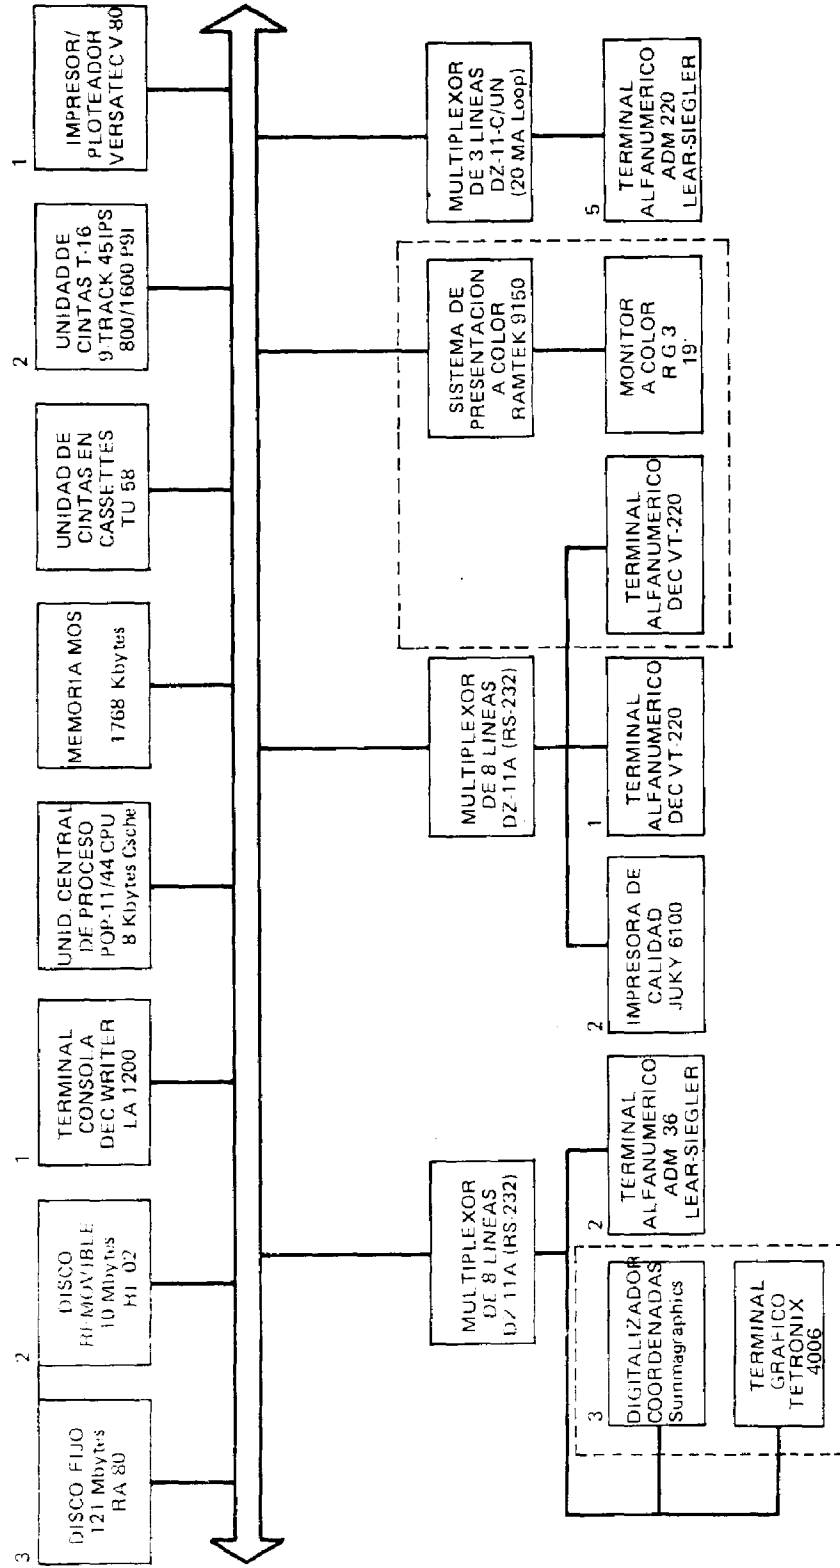 3
DISCO FIJO
121 Mbytes
RA 80
2
DISCO
REMOVIBLE
10 Mbytes
RL 02
1
TERMINAL
CONSOLA
DEC WRITER
LA 1200
UNID. CENTRAL
DE PROCESO
POP-11/44 CPU
8 Kbytes Csche
MEMORIA MOS
1768 Kbytes
UNIDAD DE
CINTAS EN
CASSETTES
TU 58
2
UNIDAD DE
CINTAS T-16
9-TRACK 45IPS
800/1600 P9I
1
IMPRESOR/
PLOTEADOR
VERSATEC V-80
MULTIPLEXOR
DE 8 LINEAS
DZ 11A (RS-232)
MULTIPLEXOR
DE 8 LINEAS
DZ-11A (RS-232)
SISTEMA DE
PRESENTACION
A COLOR
RAMTEK 9150
MULTIPLEXOR
DE 3 LINEAS
DZ-11-C/UN
(20 MA Loop)
3
DIGITALIZADOR
COORDENADAS
Summagraphics
TERMINAL
GRAFICO
TETRONIX
4006
2
TERMINAL
ALFANUMERICO
ADM 36
LEAR-SIEGLER
2
IMPRESORA DE
CALIDAD
JUKY 6100
1
TERMINAL
ALFANUMERICO
DEC VT-220
TERMINAL
ALFANUMERICO
DEC VT-220
MONITOR
A COLOR
R G 3
19'
5
TERMINAL
ALFANUMERICO
ADM 220
LEAR-SIEGLER